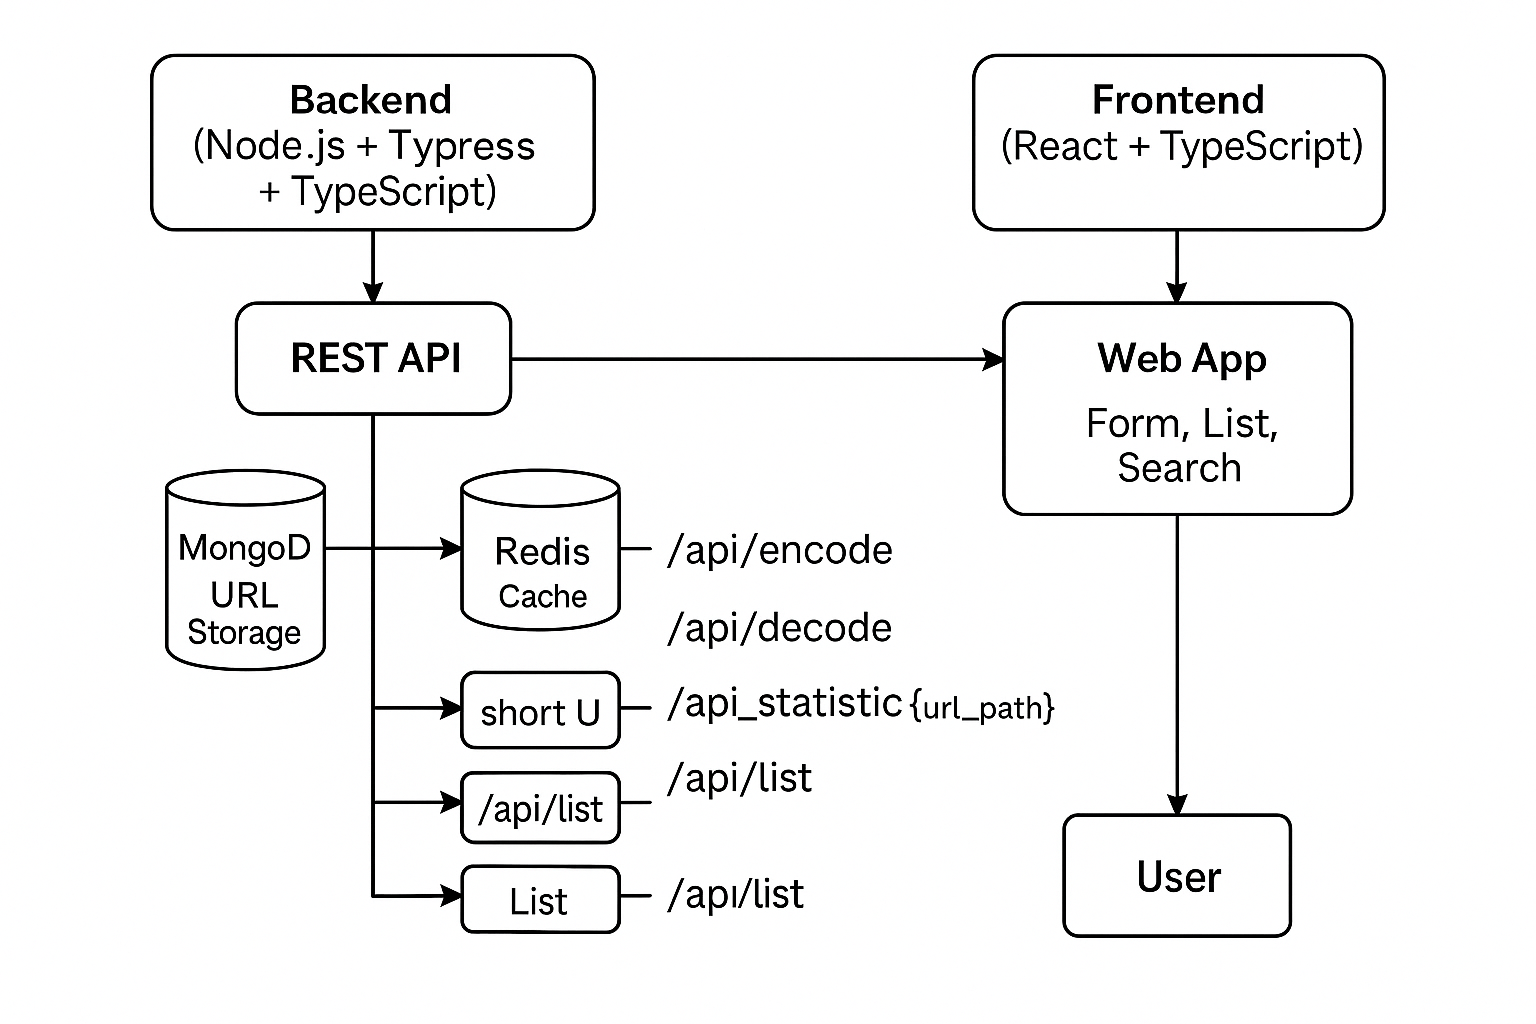 Backend
(Node.js + Typress
+ TypeScript)
Frontend
(React + TypeScript)
REST API
Web App
Form, List,
Search
MongoD
URL
Storage
Redis
Cache
/api/encode
/api/decode
short U
/api_statistic {url_path}
/api/list
/api/list
List
/apı/list
User